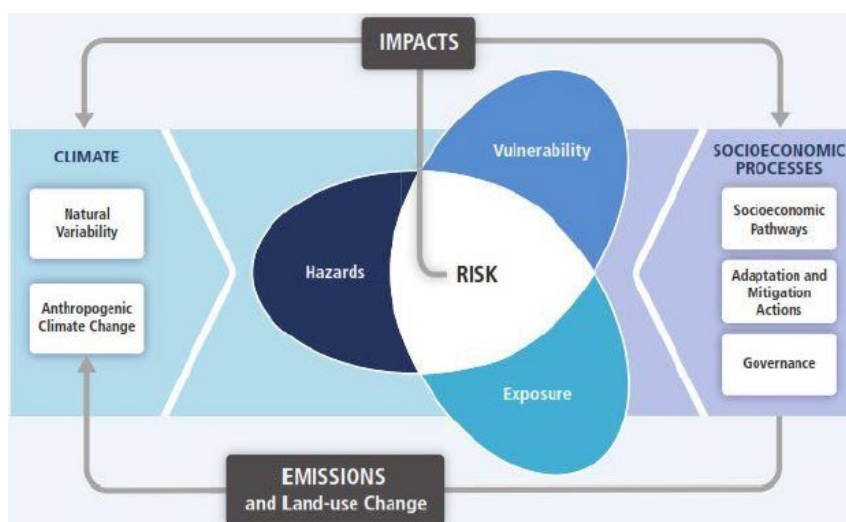 IMPACTS
CLIMATE
Natural
Variability
Anthropogenic
Climate Change
Vulnerability
Hazards
RISK
Exposure
SOCIOECONOMIC
PROCESSES
Socioeconomic
Pathways
Adaptation and
Mitigation
Actions
Governance
EMISSIONS
and Land-use Change